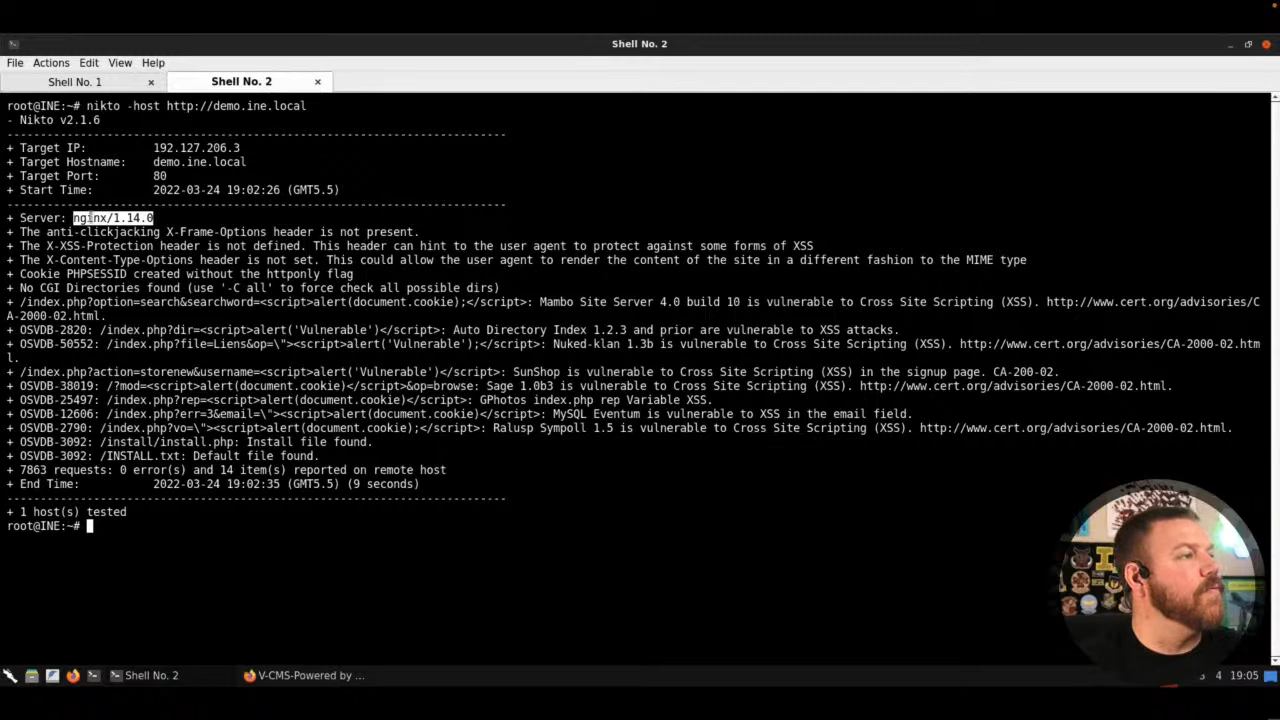 Shell No. 2
File Actions Edit View Help
Shell No. 1 × Shell No. 2 ×
root@INE:~# nikto -host http://demo.ine.local
- Nikto v2.1.6
---------------------------------------------------------------------------
+ Target IP: 192.127.206.3
+ Target Hostname: demo.ine.local
+ Target Port: 80
+ Start Time: 2022-03-24 19:02:26 (GMT5.5)
---------------------------------------------------------------------------
+ Server: nginx/1.14.0
+ The anti-clickjacking X-Frame-Options header is not present.
+ The X-XSS-Protection header is not defined. This header can hint to the user agent to protect against some forms of XSS
+ The X-Content-Type-Options header is not set. This could allow the user agent to render the content of the site in a different fashion to the MIME type
+ Cookie PHPSESSID created without the httponly flag
+ No CGI Directories found (use '-C all' to force check all possible dirs)
+ /index.php?option=search&searchword=<script>alert(document.cookie);</script>: Mambo Site Server 4.0 build 10 is vulnerable to Cross Site Scripting (XSS). http://www.cert.org/advisories/C
A-2000-02.html.
+ OSVDB-2820: /index.php?dir=<script>alert('Vulnerable')</script>: Auto Directory Index 1.2.3 and prior are vulnerable to XSS attacks.
+ OSVDB-50552: /index.php?file=Liens&op=\"><script>alert('Vulnerable');</script>: Nuked-klan 1.3b is vulnerable to Cross Site Scripting (XSS). http://www.cert.org/advisories/CA-2000-02.htm
l.
+ /index.php?action=storenew&username=<script>alert('Vulnerable')</script>: SunShop is vulnerable to Cross Site Scripting (XSS) in the signup page. CA-200-02.
+ OSVDB-38019: /?mod=<script>alert(document.cookie)</script>&op=browse: Sage 1.0b3 is vulnerable to Cross Site Scripting (XSS). http://www.cert.org/advisories/CA-2000-02.html.
+ OSVDB-25497: /index.php?rep=<script>alert(document.cookie)</script>: GPhotos index.php rep Variable XSS.
+ OSVDB-12606: /index.php?err=3&email=\"><script>alert(document.cookie)</script>: MySQL Eventum is vulnerable to XSS in the email field.
+ OSVDB-2790: /index.php?vo=\"><script>alert(document.cookie);</script>: Ralusp Sympoll 1.5 is vulnerable to Cross Site Scripting (XSS). http://www.cert.org/advisories/CA-2000-02.html.
+ OSVDB-3092: /install/install.php: Install file found.
+ OSVDB-3092: /INSTALL.txt: Default file found.
+ 7863 requests: 0 error(s) and 14 item(s) reported on remote host
+ End Time: 2022-03-24 19:02:35 (GMT5.5) (9 seconds)
---------------------------------------------------------------------------
+ 1 host(s) tested
root@INE:~#
Shell No. 2 V-CMS-Powered by ... 4 19:05